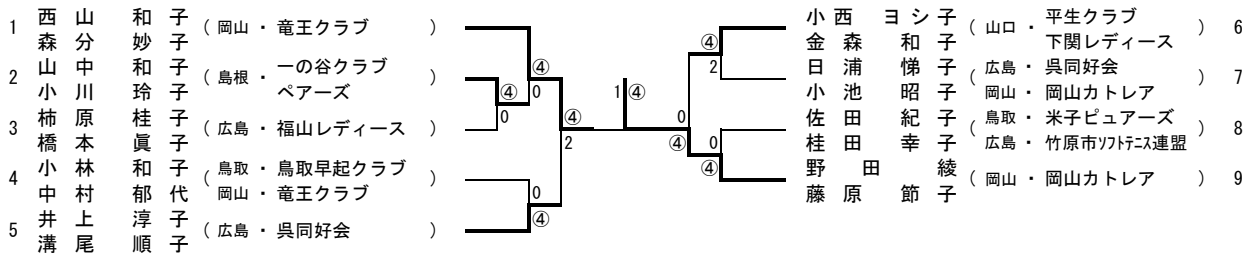 西 山 和 子
1 ( 岡山 ・ 竜王クラブ )
森 分 妙 子
山 中 和 子 一の谷クラブ
2 ( 島根 ・ )
小 川 玲 子 ペアーズ
柿 原 桂 子
3 ( 広島 ・ 福山レディース )
橋 本 眞 子
小 林 和 子 鳥取 ・ 鳥取早起クラブ
4 ( )
中 村 郁 代 岡山 ・ 竜王クラブ
井 上 淳 子
5 ( 広島 ・ 呉同好会 )
溝 尾 順 子
④
0
④
0
④
2
0
④
1
④
④
2
0
④
0
④
小 西 ヨ シ 子 平生クラブ
( 山口 ・ ) 6
金 森 和 子 下関レディース
日 浦 悌 子 広島 ・ 呉同好会
( ) 7
小 池 昭 子 岡山 ・ 岡山カトレア
佐 田 紀 子 鳥取 ・ 米子ピュアーズ
( ) 8
桂 田 幸 子 広島 ・ 竹原市ソフトテニス連盟
野 田 綾
( 岡山 ・ 岡山カトレア ) 9
藤 原 節 子